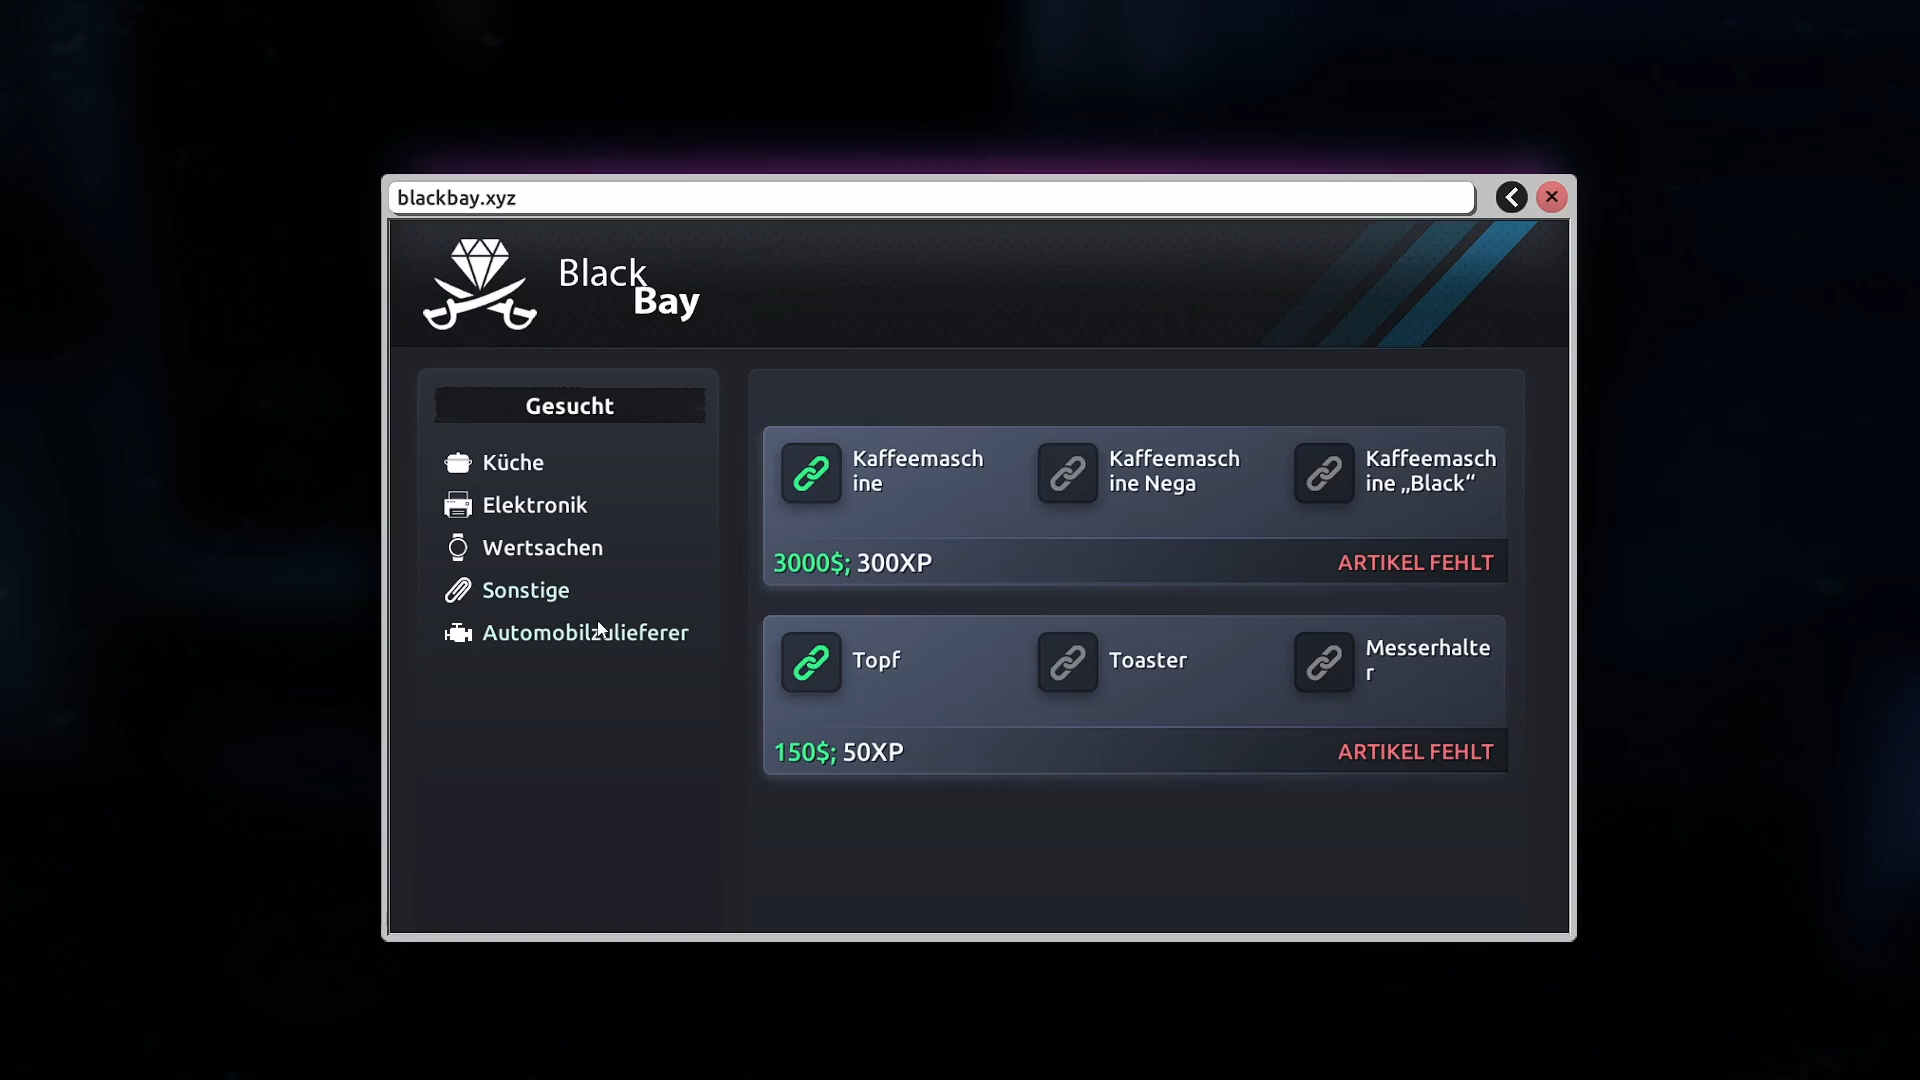 blackbay.xyz
Black
Bay
Gesucht
Küche
Elektronik
Wertsachen
Sonstige
Automobilzulieferer
Kaffeemasch
ine
Kaffeemasch
ine Nega
Kaffeemasch
ine „Black“
3000$; 300XP
ARTIKEL FEHLT
Topf
Toaster
Messerhalte
r
150$; 50XP
ARTIKEL FEHLT